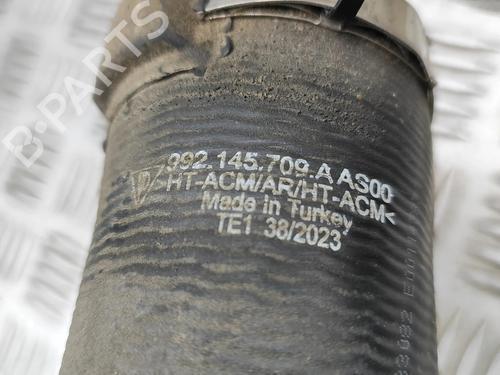 992.145.709.A AS00
>HT-ACM/AR/HT-ACM<
Made in Turkey
TE1 38/2023
B-PARTS